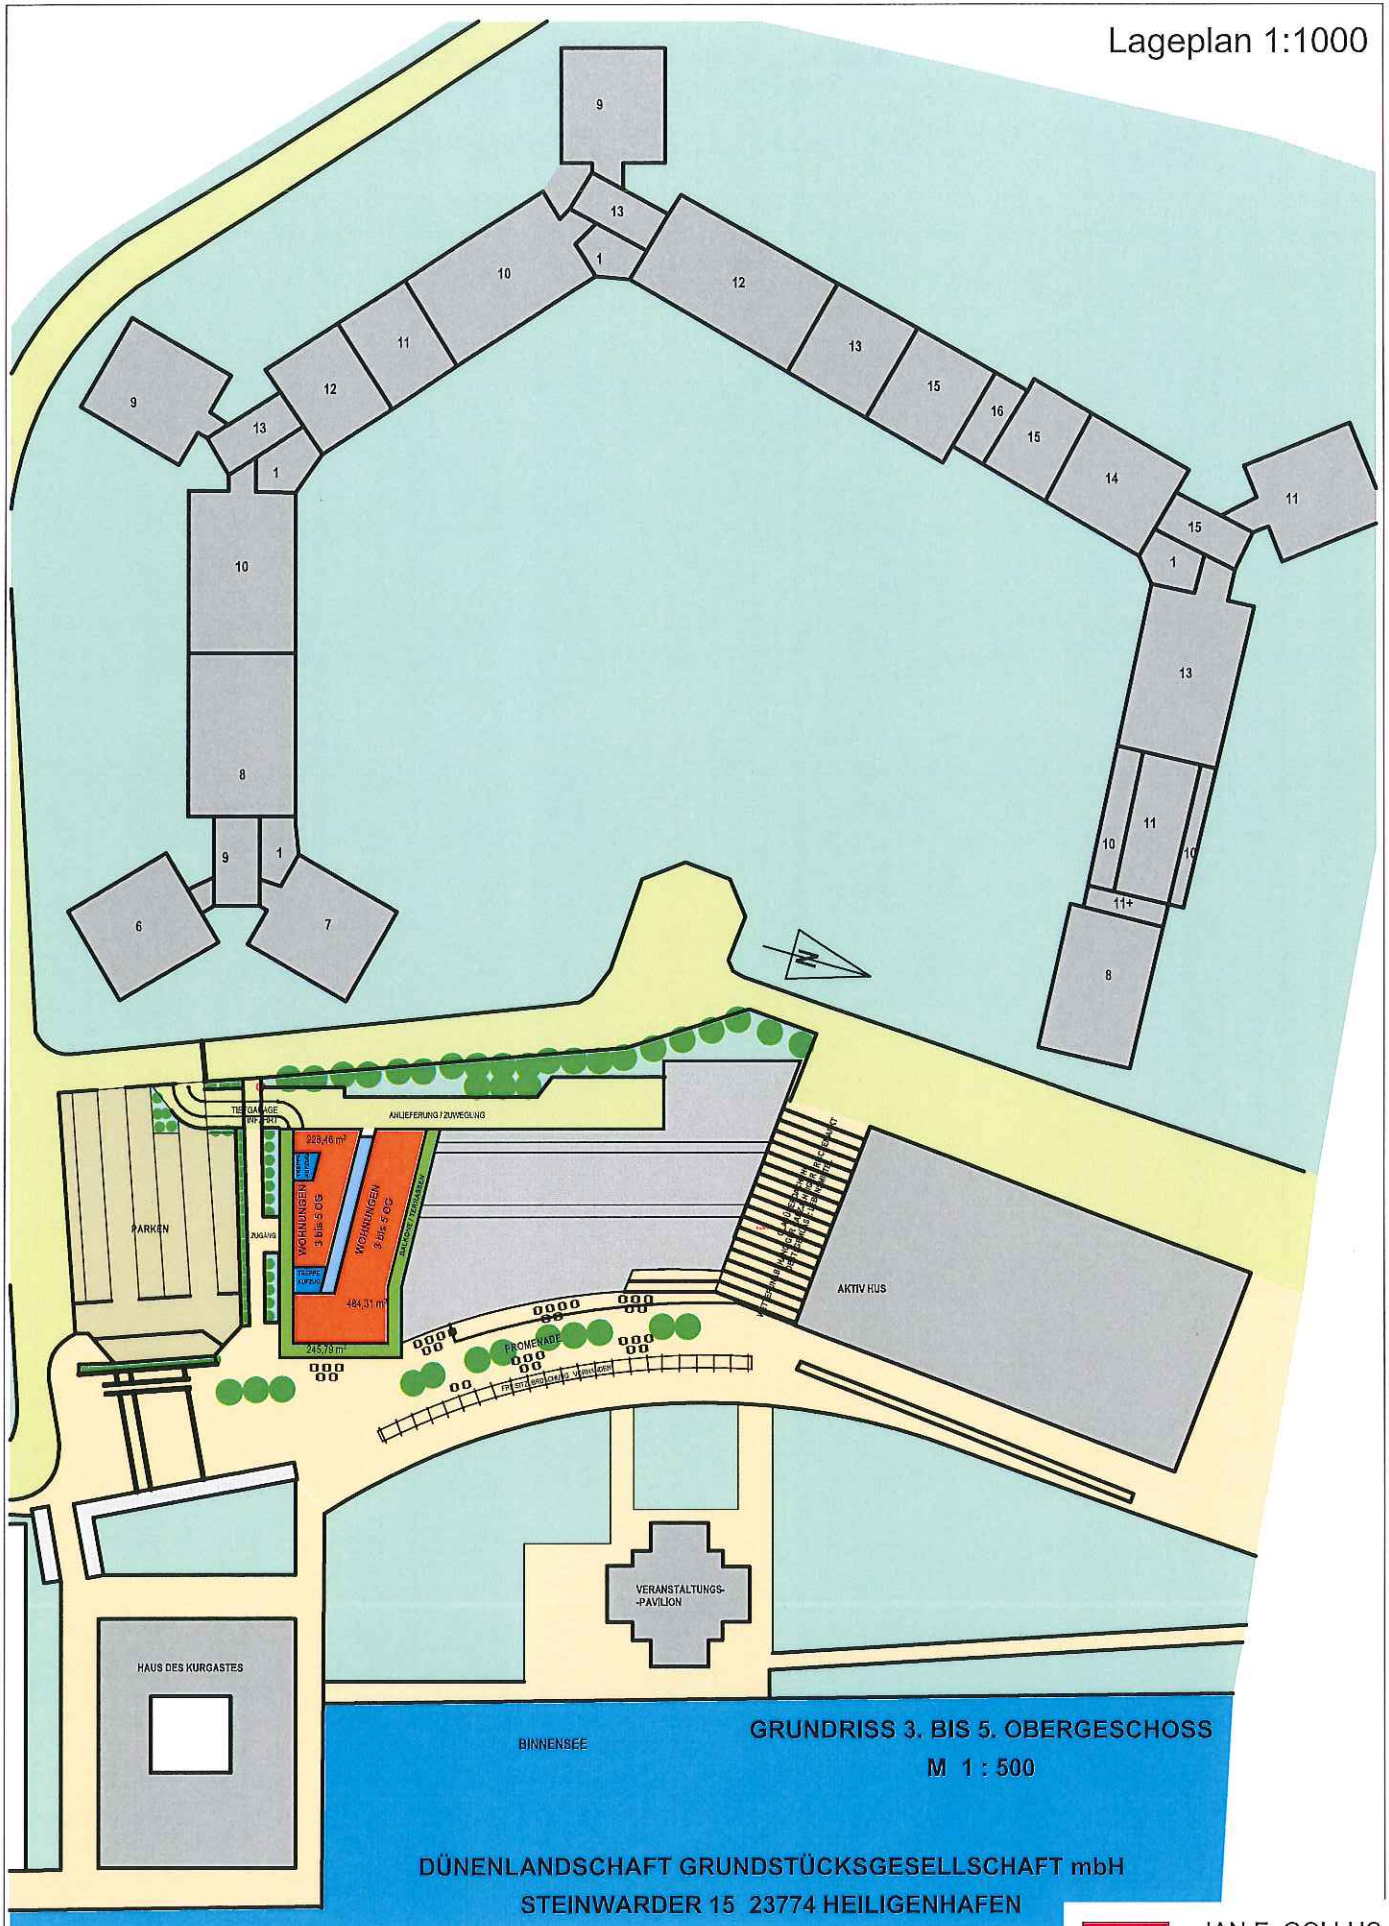 Lageplan 1:1000
9
13
1
10
12
11
13
12
15
9
16
15
13
14
11
1
15
1
10
13
8
11
10
10
9
1
11+
6
7
8
N
ANLIEFERUNG / ZUWEGUNG
228,46 m²
WOHNUNGEN
3 bis 5 OG
WOHNUNGEN
3 bis 5 OG
BALKONE / TERRASSEN
PARKEN
ZUGANG
AKTIV HUS
484,31 m²
245,79 m²
PROMENADE
VERANSTALTUNGS-
-PAVILION
HAUS DES KURGASTES
BINNENSEE
GRUNDRISS 3. BIS 5. OBERGESCHOSS
M 1 : 500
DÜNENLANDSCHAFT GRUNDSTÜCKSGESELLSCHAFT mbH
STEINWARDER 15 23774 HEILIGENHAFEN